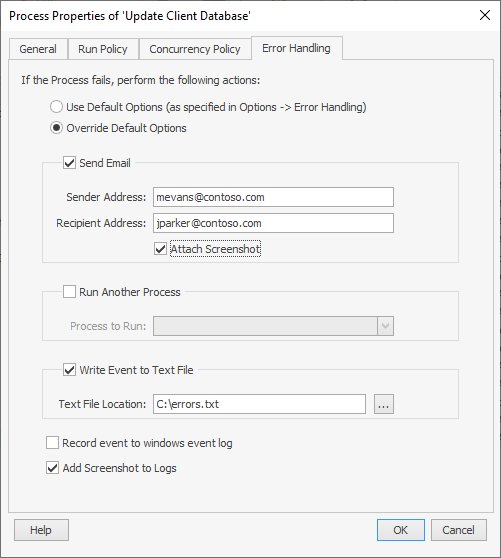 Process Properties of 'Update Client Database'
General
Run Policy
Concurrency Policy
Error Handling
If the Process fails, perform the following actions:
Use Default Options (as specified in Options -> Error Handling)
Override Default Options
Send Email
Sender Address: mevans@contoso.com
Recipient Address: jparker@contoso.com
Attach Screenshot
Run Another Process
Process to Run:
Write Event to Text File
Text File Location: C:\errors.txt ...
Record event to windows event log
Add Screenshot to Logs
Help
OK
Cancel